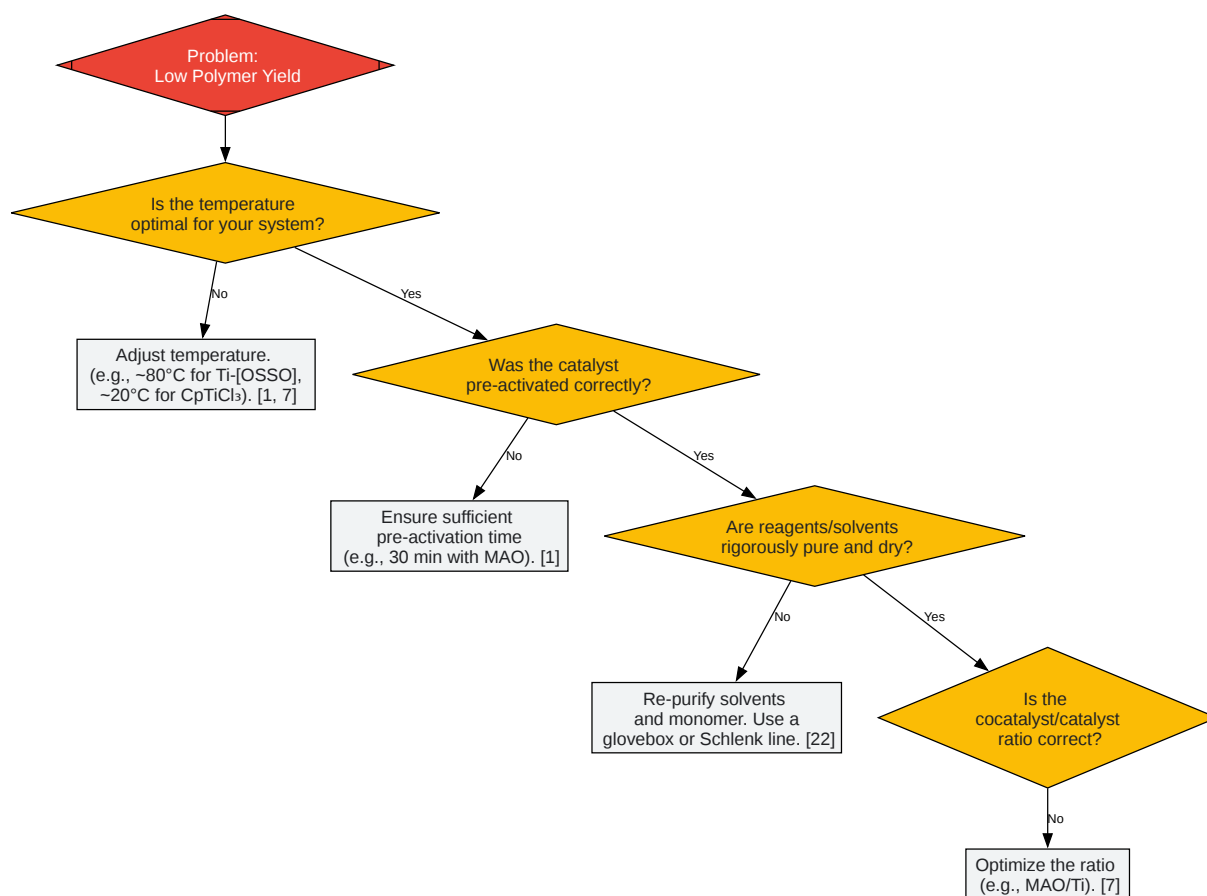 Problem:
Low Polymer Yield
Is the temperature
optimal for your system?
No
Yes
Adjust temperature.
(e.g., ~80°C for Ti-[OSSO],
~20°C for CpTiCl₃). [1, 7]
Was the catalyst
pre-activated correctly?
No
Yes
Ensure sufficient
pre-activation time
(e.g., 30 min with MAO). [1]
Are reagents/solvents
rigorously pure and dry?
No
Yes
Re-purify solvents
and monomer. Use a
glovebox or Schlenk line. [22]
Is the
cocatalyst/catalyst
ratio correct?
No
Optimize the ratio
(e.g., MAO/Ti). [7]